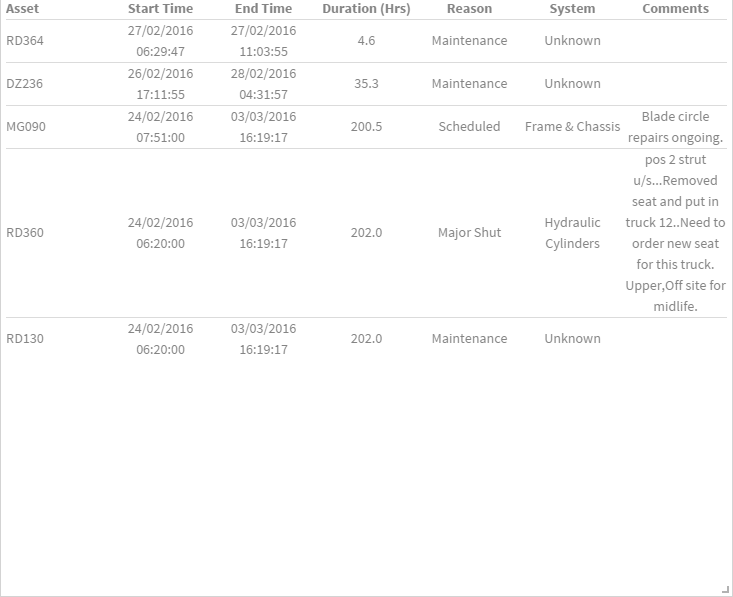 Asset Start Time End Time Duration (Hrs) Reason System Comments
RD364 27/02/2016 06:29:47 27/02/2016 11:03:55 4.6 Maintenance Unknown
DZ236 26/02/2016 17:11:55 28/02/2016 04:31:57 35.3 Maintenance Unknown
MG090 24/02/2016 07:51:00 03/03/2016 16:19:17 200.5 Scheduled Frame & Chassis Blade circle repairs ongoing.
RD360 24/02/2016 06:20:00 03/03/2016 16:19:17 202.0 Major Shut Hydraulic Cylinders pos 2 strut u/s...Removed seat and put in truck 12..Need to order new seat for this truck. Upper,Off site for midlife.
RD130 24/02/2016 06:20:00 03/03/2016 16:19:17 202.0 Maintenance Unknown